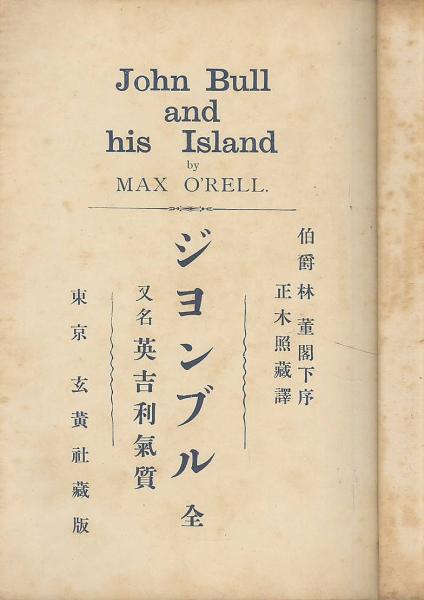 John Bull
and
his Island
by
MAX O'RELL.
伯爵林董閣下序
正木照藏譯
ジヨンブル 全
又名英吉利氣質
東京 玄黃社藏版